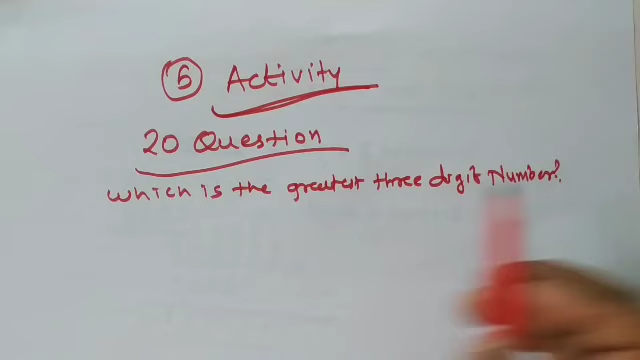 5 Activity
20 Question
which is the greatest three digit Number?